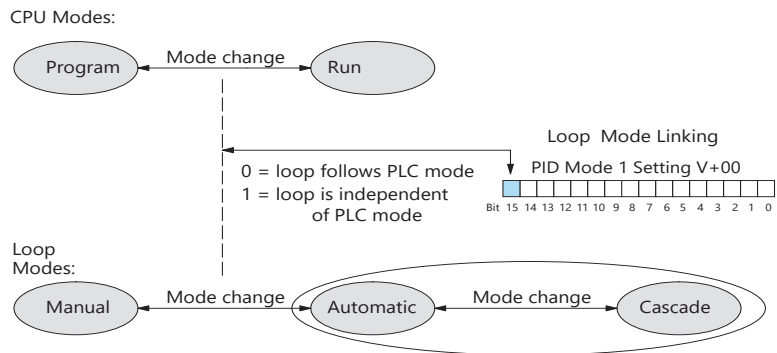 CPU Modes:
Program
Mode change
Run
Loop Mode Linking
0 = loop follows PLC mode
1 = loop is independent
of PLC mode
PID Mode 1 Setting V+00
Bit 15 14 13 12 11 10 9 8 7 6 5 4 3 2 1 0
Loop
Modes:
Manual
Mode change
Automatic
Mode change
Cascade